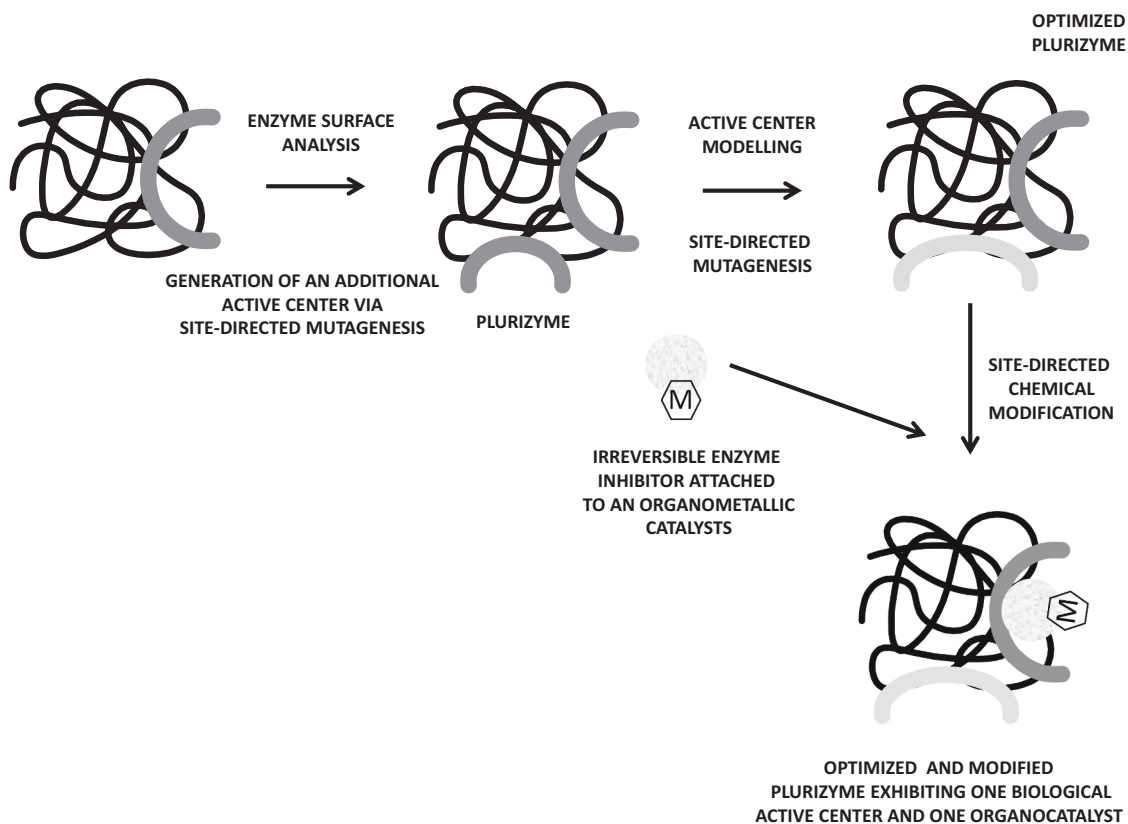 OPTIMIZED
PLURIZYME
ENZYME SURFACE
ANALYSIS
GENERATION OF AN ADDITIONAL
ACTIVE CENTER VIA
SITE-DIRECTED MUTAGENESIS
PLURIZYME
ACTIVE CENTER
MODELLING
SITE-DIRECTED
MUTAGENESIS
SITE-DIRECTED
CHEMICAL
MODIFICATION
M
IRREVERSIBLE ENZYME
INHIBITOR ATTACHED
TO AN ORGANOMETALLIC
CATALYSTS
M
OPTIMIZED AND MODIFIED
PLURIZYME EXHIBITING ONE BIOLOGICAL
ACTIVE CENTER AND ONE ORGANOCATALYST